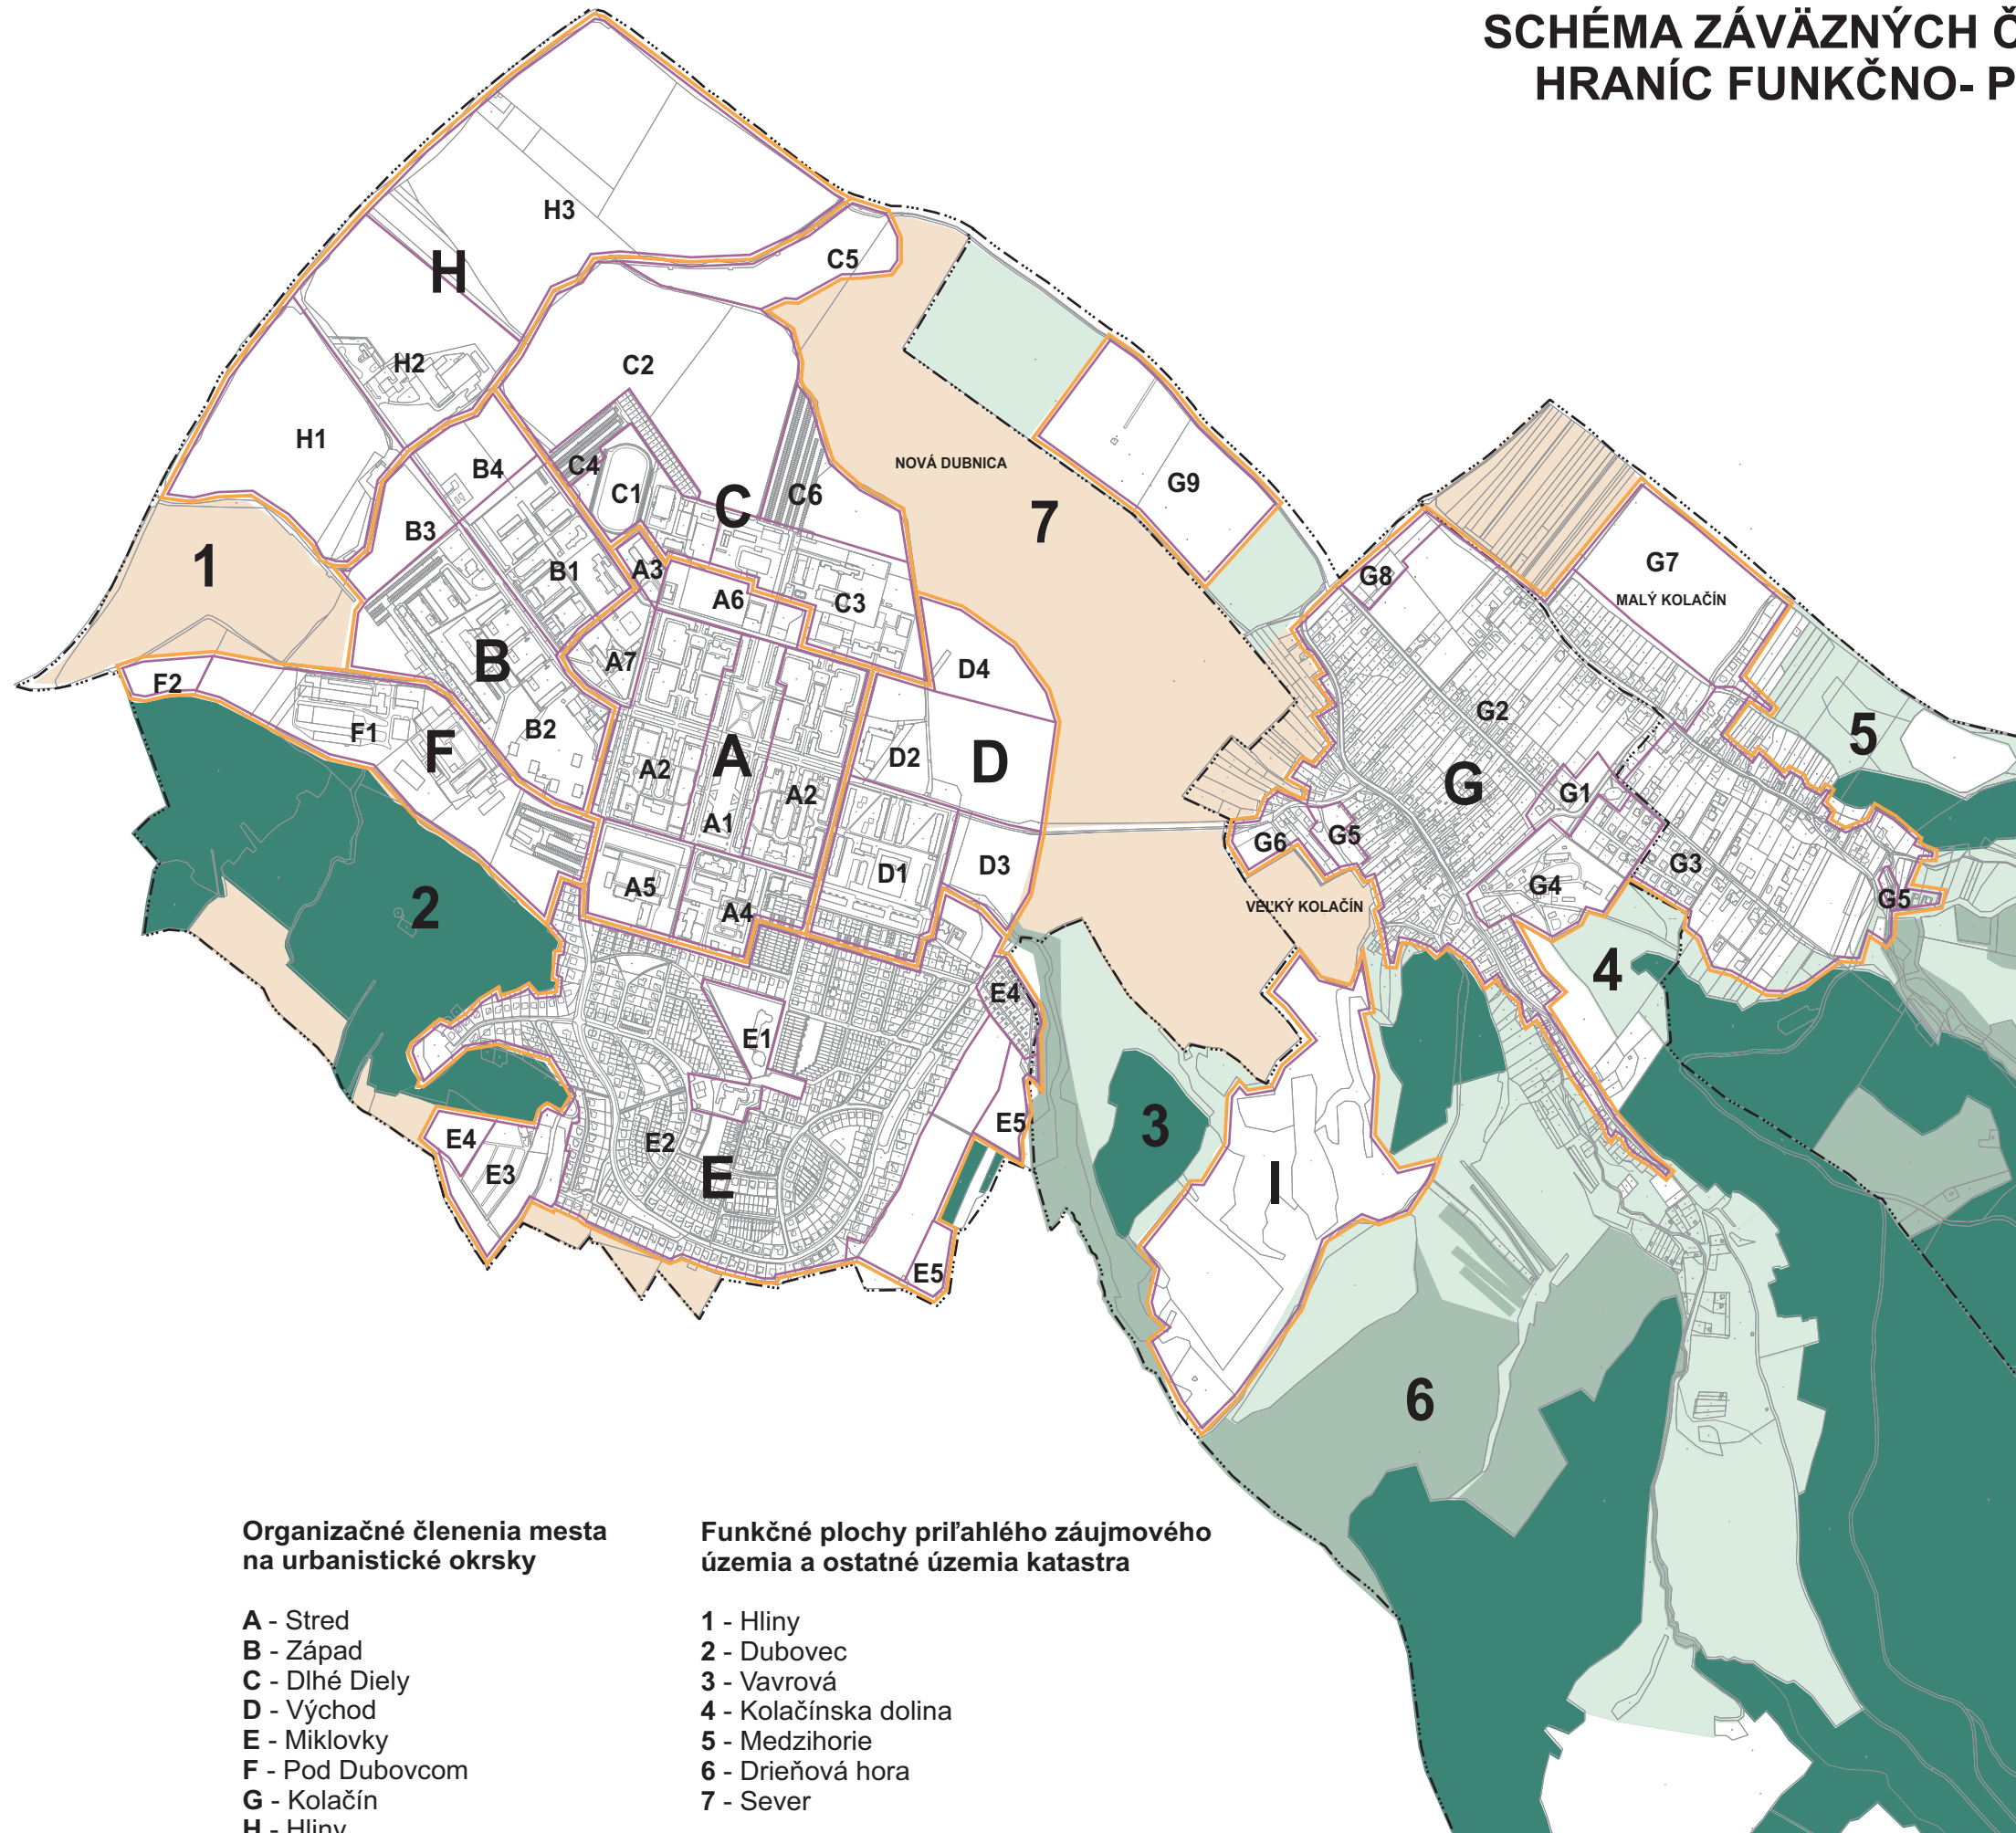 SCHÉMA ZÁVÄZNÝCH Č
HRANÍC FUNKČNO- P
H3
C5
H
H2
C2
H1
B4
C4
C1
C
C6
NOVÁ DUBNICA
7
G9
B3
1
B1
A3
A6
C3
G8
G7
MALÝ KOLAČÍN
B
A7
D4
F2
F1
F
B2
A2
A
A2
A1
D2
D
G2
G
G1
5
G6
G5
G3
A5
A4
D1
D3
G4
G5
2
VEĽKÝ KOLAČÍN
4
E4
E1
E5
3
E4
E3
E2
E
I
E5
6
Organizačné členenia mesta
na urbanistické okrsky
A - Stred
B - Západ
C - Dlhé Diely
D - Východ
E - Miklovky
F - Pod Dubovcom
G - Kolačín
H - Hliny
Funkčné plochy priľahlého záujmového
územia a ostatné územia katastra
1 - Hliny
2 - Dubovec
3 - Vavrová
4 - Kolačínska dolina
5 - Medzihorie
6 - Drieňová hora
7 - Sever